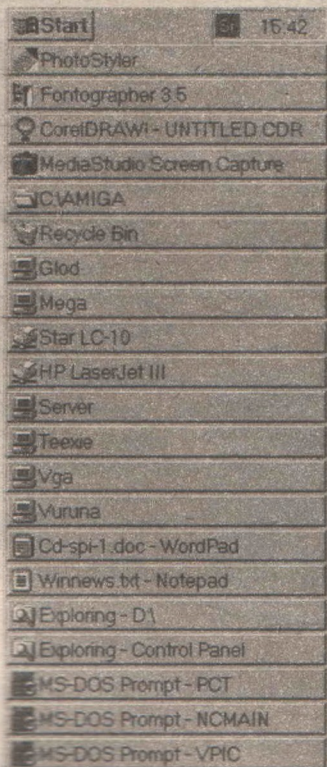 Start 15:42
PhotoStyler
Fontographer 3.5
CorelDRAW! - UNTITLED.CDR
MediaStudio Screen Capture
C:\AMIGA
Recycle Bin
Glod
Mega
Star LC-10
HP LaserJet III
Server
Teexie
Vga
Vuruna
Cd-spi-1.doc - WordPad
Winnews.txt - Notepad
Exploring - D:\
Exploring - Control Panel
MS-DOS Prompt - PCT
MS-DOS Prompt - NCMAIN
MS-DOS Prompt - VPIC